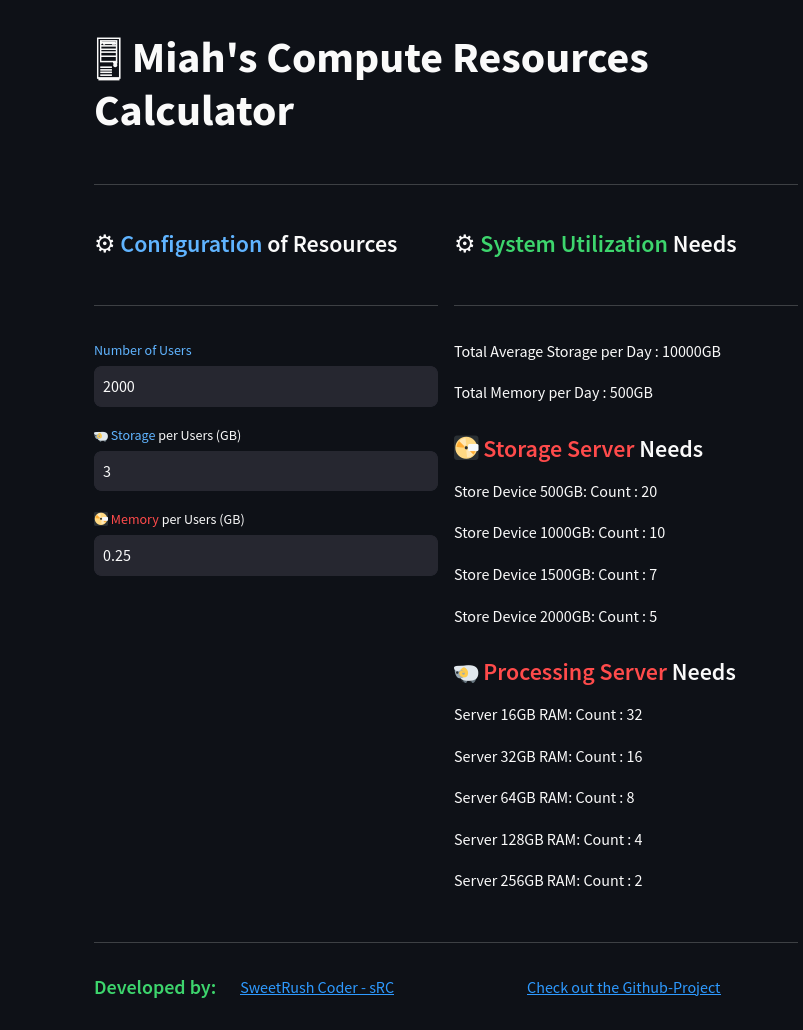 Miah's Compute Resources
Calculator
Configuration of Resources
Number of Users
2000
Storage per Users (GB)
3
Memory per Users (GB)
0.25
System Utilization Needs
Total Average Storage per Day : 10000GB
Total Memory per Day : 500GB
Storage Server Needs
Store Device 500GB: Count : 20
Store Device 1000GB: Count : 10
Store Device 1500GB: Count : 7
Store Device 2000GB: Count : 5
Processing Server Needs
Server 16GB RAM: Count : 32
Server 32GB RAM: Count : 16
Server 64GB RAM: Count : 8
Server 128GB RAM: Count : 4
Server 256GB RAM: Count : 2
Developed by: SweetRush Coder - sRC Check out the Github-Project